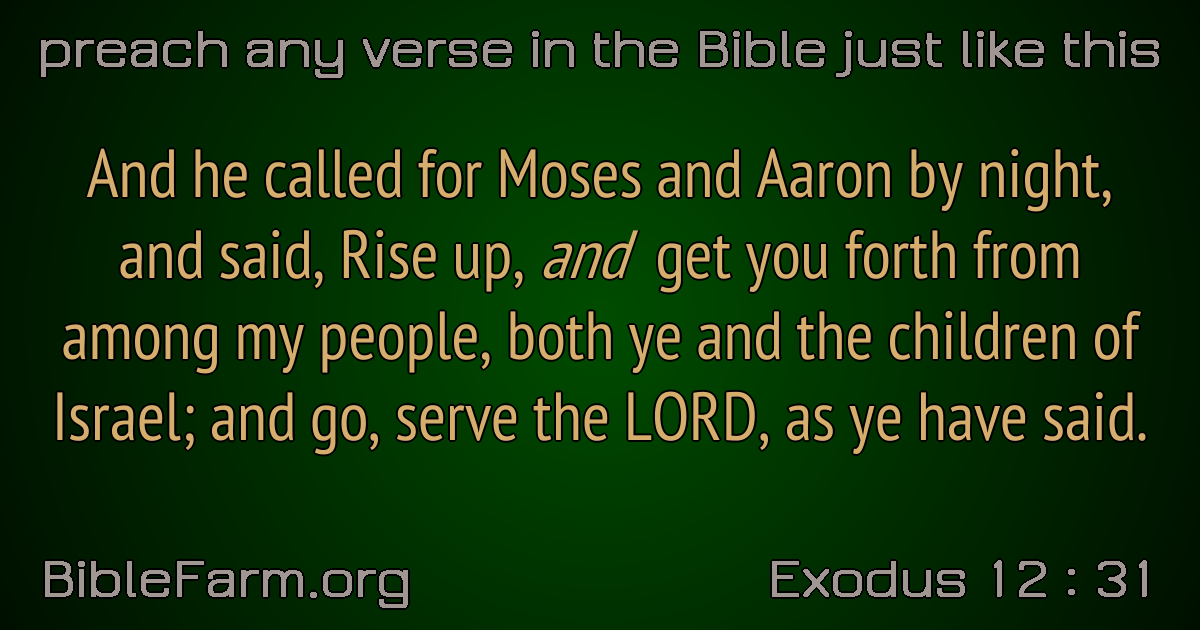 preach any verse in the Bible just like this
And he called for Moses and Aaron by night,
and said, Rise up, and get you forth from
among my people, both ye and the children of
Israel; and go, serve the LORD, as ye have said.
BibleFarm.org
Exodus 12 : 31